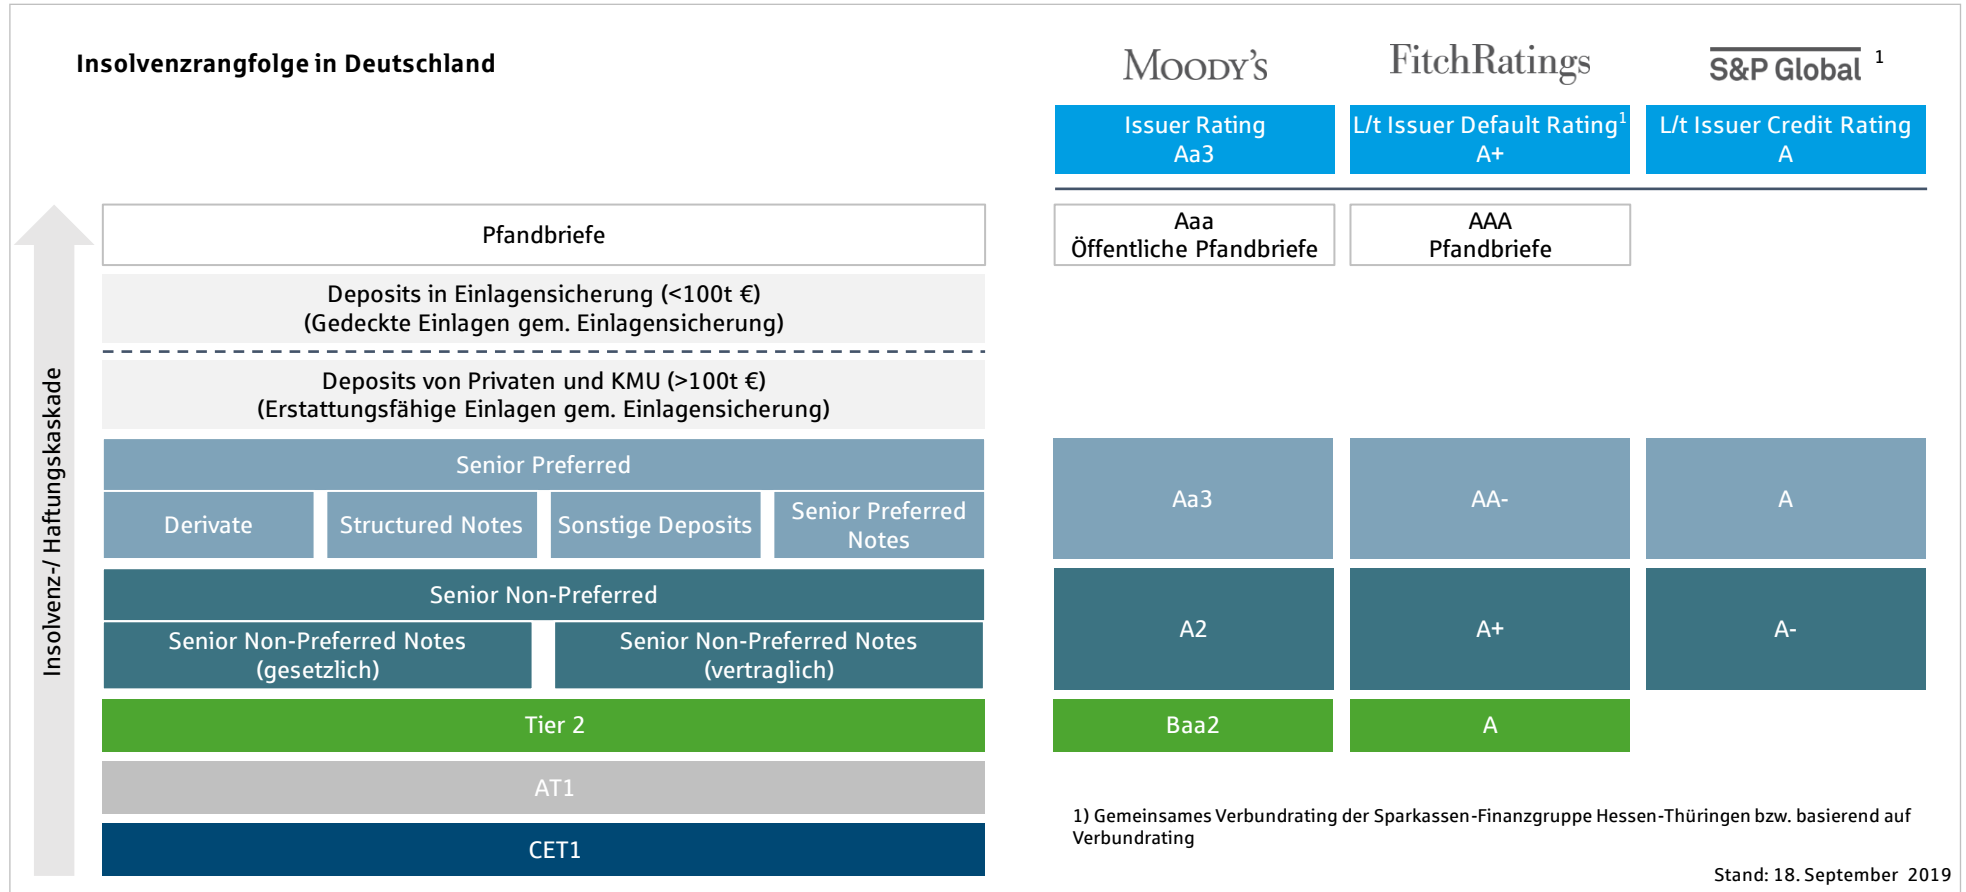 Insolvenzrangfolge in Deutschland
MOODY'S
FitchRatings
S&P Global 1
Issuer Rating
Aa3
L/t Issuer Default Rating1
A+
L/t Issuer Credit Rating
A
Insolvenz-/ Haftungskaskade
Pfandbriefe
Aaa
Öffentliche Pfandbriefe
AAA
Pfandbriefe
Deposits in Einlagensicherung (<100t €)
(Gedeckte Einlagen gem. Einlagensicherung)
Deposits von Privaten und KMU (>100t €)
(Erstattungsfähige Einlagen gem. Einlagensicherung)
Senior Preferred
Derivate
Structured Notes
Sonstige Deposits
Senior Preferred
Notes
Aa3
AA-
A
Senior Non-Preferred
Senior Non-Preferred Notes
(gesetzlich)
Senior Non-Preferred Notes
(vertraglich)
A2
A+
A-
Tier 2
Baa2
A
AT1
CET1
1) Gemeinsames Verbundrating der Sparkassen-Finanzgruppe Hessen-Thüringen bzw. basierend auf
Verbundrating
Stand: 18. September 2019